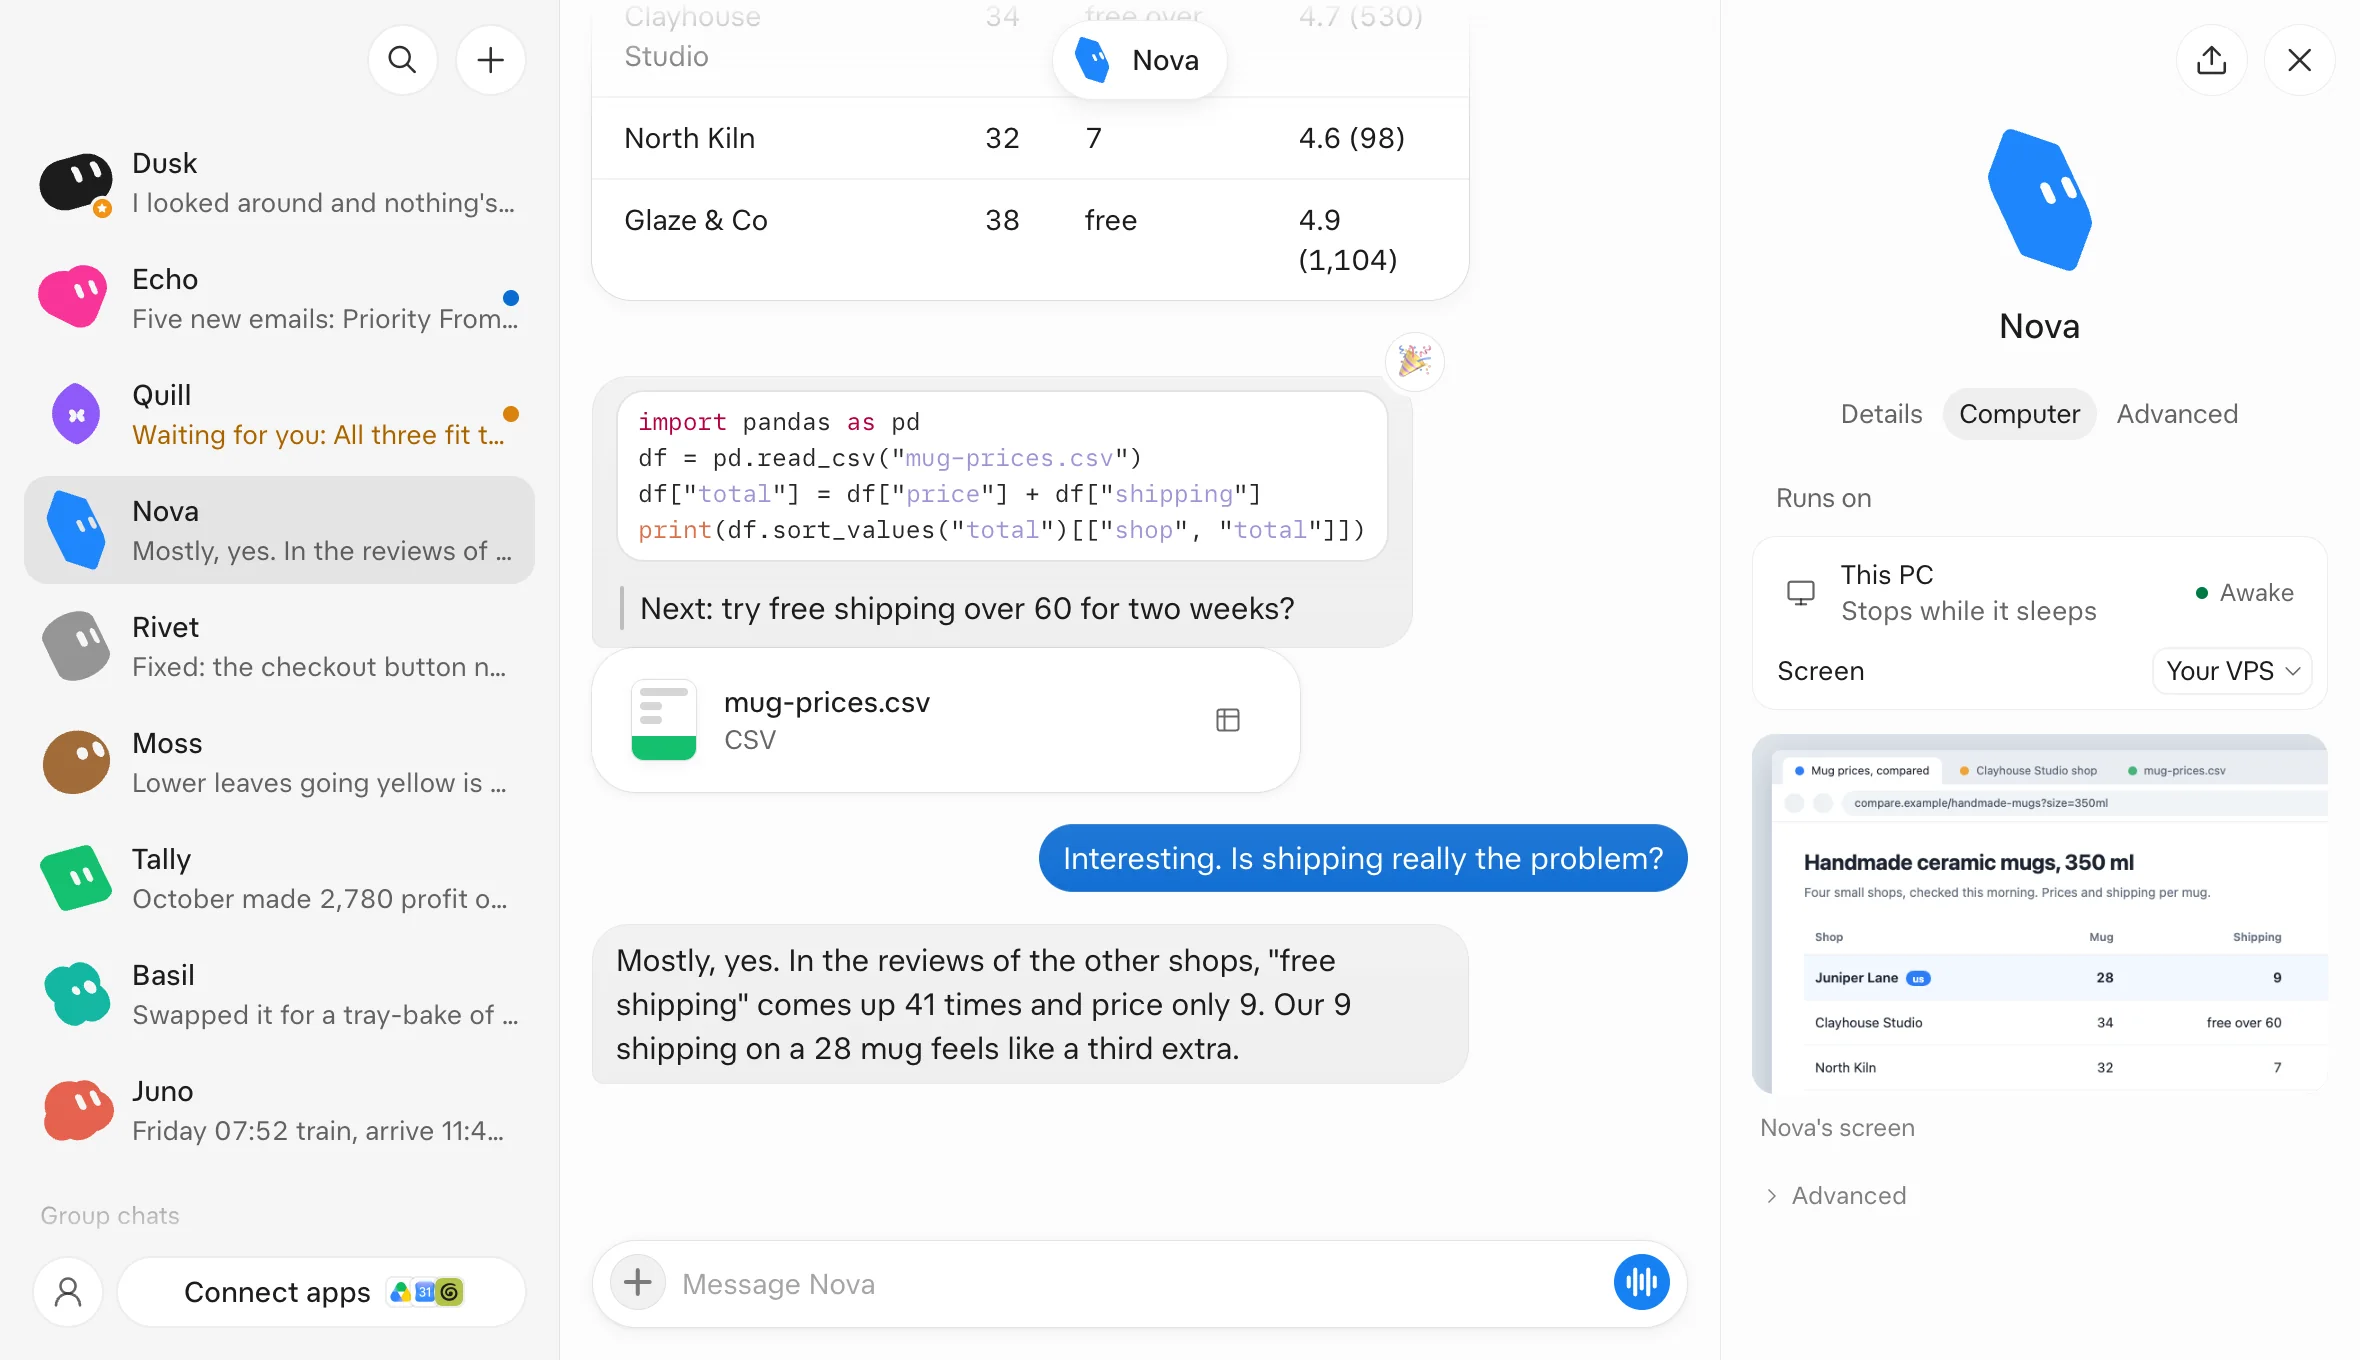 Dusk
I looked around and nothing's...
Echo
Five new emails: Priority From...
Quill
Waiting for you: All three fit t...
Nova
Mostly, yes. In the reviews of ...
Rivet
Fixed: the checkout button n...
Moss
Lower leaves going yellow is ...
Tally
October made 2,780 profit o...
Basil
Swapped it for a tray-bake of ...
Juno
Friday 07:52 train, arrive 11:4...
Group chats
Connect apps
31
Nova
Clayhouse Studio 34 free over 4.7 (530)
North Kiln 32 7 4.6 (98)
Glaze & Co 38 free 4.9 (1,104)
import pandas as pd
df = pd.read_csv("mug-prices.csv")
df["total"] = df["price"] + df["shipping"]
print(df.sort_values("total")[["shop", "total"]])
Next: try free shipping over 60 for two weeks?
mug-prices.csv
CSV
Interesting. Is shipping really the problem?
Mostly, yes. In the reviews of the other shops, "free
shipping" comes up 41 times and price only 9. Our 9
shipping on a 28 mug feels like a third extra.
Message Nova
Nova
Details Computer Advanced
Runs on
This PC
Stops while it sleeps
Awake
Screen
Your VPS
Mug prices, compared Clayhouse Studio shop mug-prices.csv
compare.example/handmade-mugs?size=350ml
Handmade ceramic mugs, 350 ml
Four small shops, checked this morning. Prices and shipping per mug.
Shop Mug Shipping
Juniper Lane us 28 9
Clayhouse Studio 34 free over 60
North Kiln 32 7
Nova's screen
Advanced